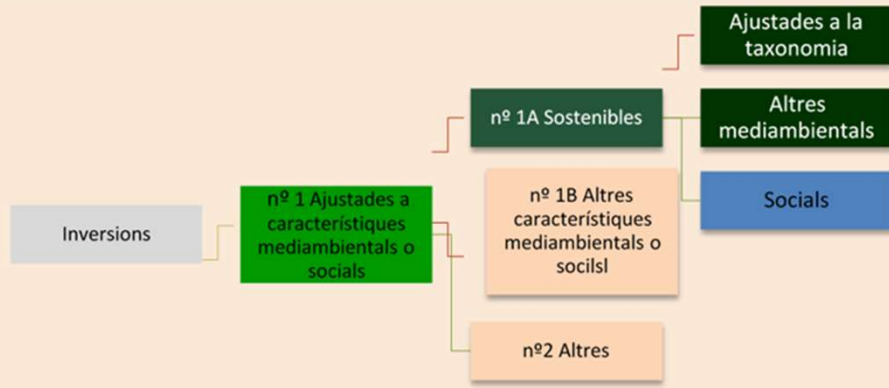 Inversions
nº 1 Ajustades a
característiques
mediambientals o
socials
nº 1A Sostenibles
nº 1B Altres
característiques
mediambientals o
socilsl
nº2 Altres
Ajustades a la
taxonomia
Altres
mediambientals
Socials